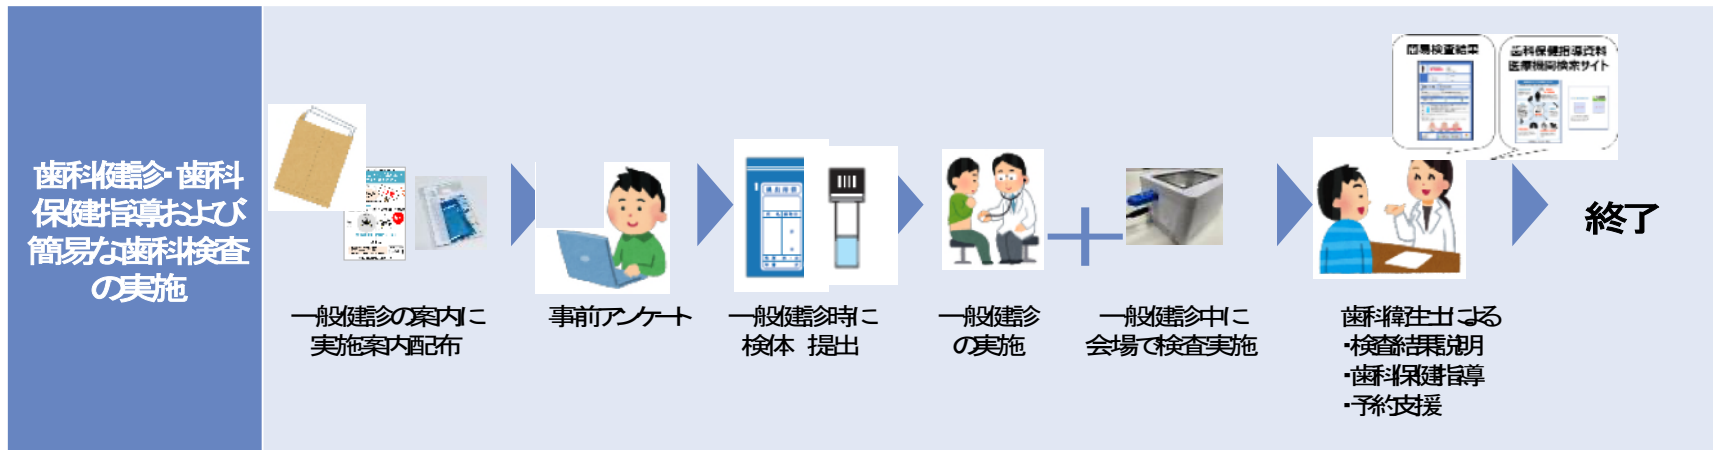 歯科健診・歯科
保健指導および
簡易な歯科検査
の実施
一般健診の案内に
実施案内配布
事前アンケート
一般健診時に
検体 提出
一般健診
の実施
一般健診中に
会場で検査実施
簡易検査結果
歯科保健指導資料
医療機関検索サイト
歯科衛生士による
・検査結果説明
・歯科保健指導
・予約支援
終了